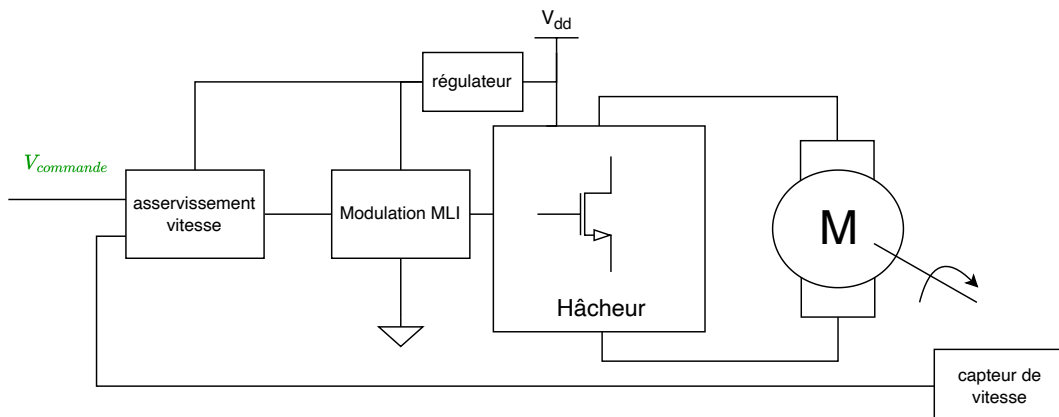 V_dd
régulateur
V_commande
asservissement
vitesse
Modulation MLI
M
Hâcheur
capteur de
vitesse